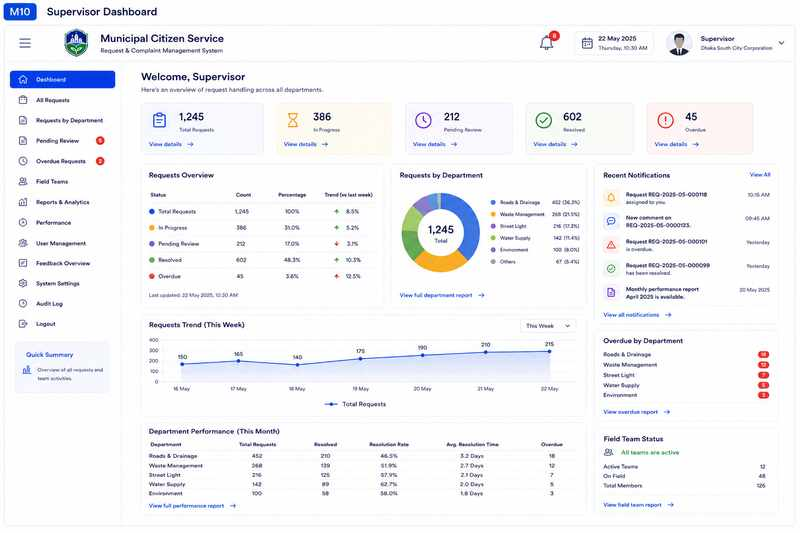 M10 Supervisor Dashboard
Municipal Citizen Service
Request & Complaint Management System
8
22 May 2025
Thursday, 10:30 AM
Supervisor
Dhaka South City Corporation
Dashboard
All Requests
Requests by Department
Pending Review 5
Overdue Requests 2
Field Teams
Reports & Analytics
Performance
User Management
Feedback Overview
System Settings
Audit Log
Logout
Quick Summary
Overview of all requests and
team activities.
Welcome, Supervisor
Here's an overview of request handling across all departments.
1,245
Total Requests
View details
386
In Progress
View details
212
Pending Review
View details
602
Resolved
View details
45
Overdue
View details
Requests Overview
Status Count Percentage Trend (vs last week)
Total Requests 1,245 100% 8.5%
In Progress 386 31.0% 5.2%
Pending Review 212 17.0% 3.1%
Resolved 602 48.3% 10.3%
Overdue 45 3.6% 12.5%
Last updated: 22 May 2025, 10:30 AM
Requests by Department
1,245
Total
Roads & Drainage 452 (36.3%)
Waste Management 268 (21.5%)
Street Light 216 (17.3%)
Water Supply 142 (11.4%)
Environment 100 (8.0%)
Others 67 (5.4%)
View full department report
Recent Notifications View All
Request REQ-2025-05-000118 10:15 AM
assigned to you.
New comment on 09:45 AM
REQ-2025-05-0000123.
Request REQ-2025-05-000101 Yesterday
is overdue.
Request REQ-2025-05-000099 Yesterday
has been resolved.
Monthly performance report 20 May 2025
April 2025 is available.
View all notifications
Requests Trend (This Week) This Week
400
300
200
100
0
150 165 140 175 190 210 215
16 May 17 May 18 May 19 May 20 May 21 May 22 May
Total Requests
Overdue by Department
Roads & Drainage 18
Waste Management 12
Street Light 7
Water Supply 5
Environment 3
View overdue report
Department Performance (This Month)
Department Total Requests Resolved Resolution Rate Avg. Resolution Time Overdue
Roads & Drainage 452 210 46.5% 3.2 Days 18
Waste Management 268 139 51.9% 2.7 Days 12
Street Light 216 125 57.9% 2.1 Days 7
Water Supply 142 89 62.7% 2.0 Days 5
Environment 100 58 58.0% 1.8 Days 3
View full performance report
Field Team Status
All teams are active
Active Teams 12
On Field 48
Total Members 126
View field team report